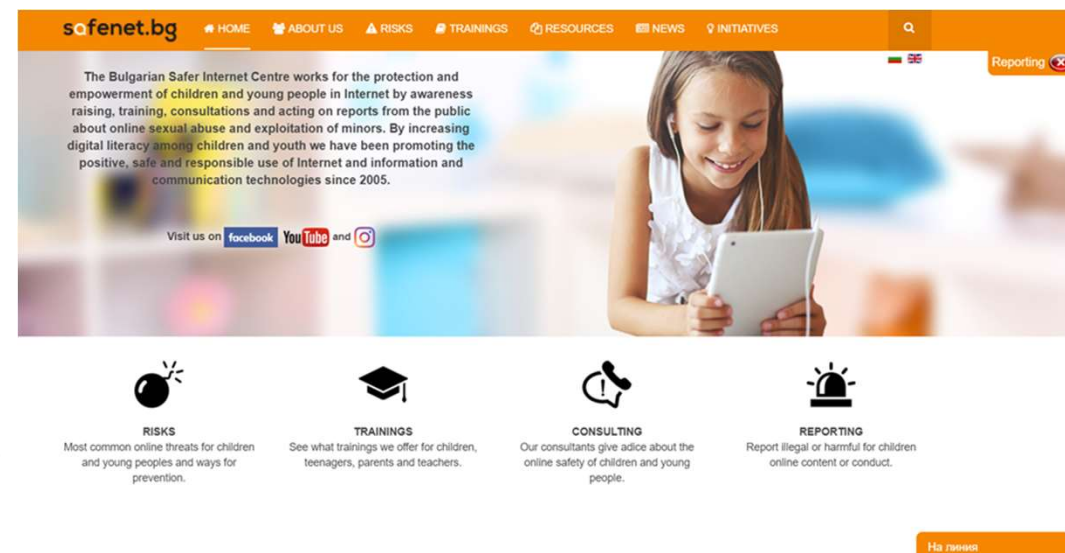 safenet.bg HOME ABOUT US RISKS TRAININGS RESOURCES NEWS INITIATIVES
Reporting
The Bulgarian Safer Internet Centre works for the protection and
empowerment of children and young people in Internet by awareness
raising, training, consultations and acting on reports from the public
about online sexual abuse and exploitation of minors. By increasing
digital literacy among children and youth we have been promoting the
positive, safe and responsible use of Internet and information and
communication technologies since 2005.
Visit us on facebook YouTube and
RISKS
Most common online threats for children
and young peoples and ways for
prevention.
TRAININGS
See what trainings we offer for children,
teenagers, parents and teachers.
CONSULTING
Our consultants give adice about the
online safety of children and young
people.
REPORTING
Report illegal or harmful for children
online content or conduct.
На линия